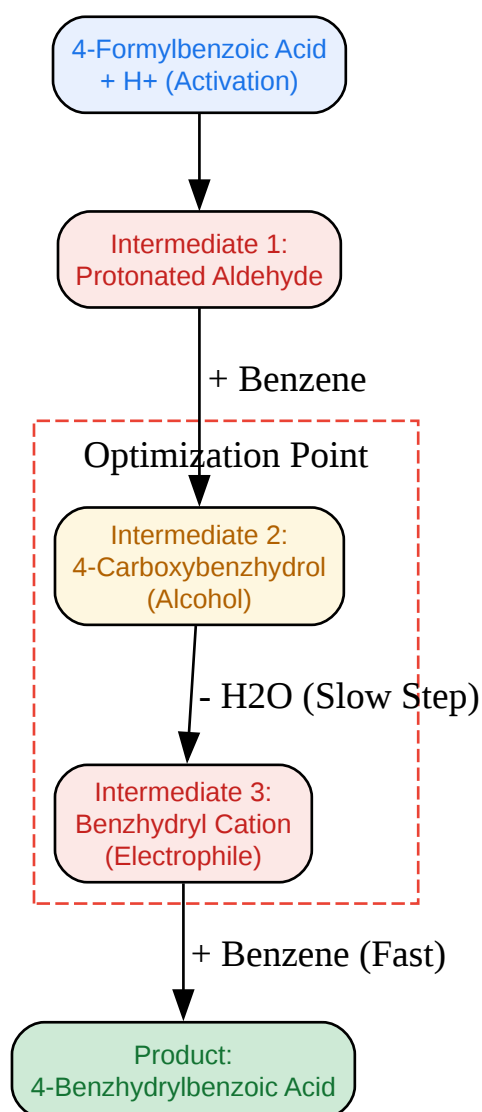 4-Formylbenzoic Acid
+ H+ (Activation)
Intermediate 1:
Protonated Aldehyde
+ Benzene
Optimization Point
Intermediate 2:
4-Carboxybenzhydrol
(Alcohol)
- H2O (Slow Step)
Intermediate 3:
Benzhydryl Cation
(Electrophile)
+ Benzene (Fast)
Product:
4-Benzhydrylbenzoic Acid